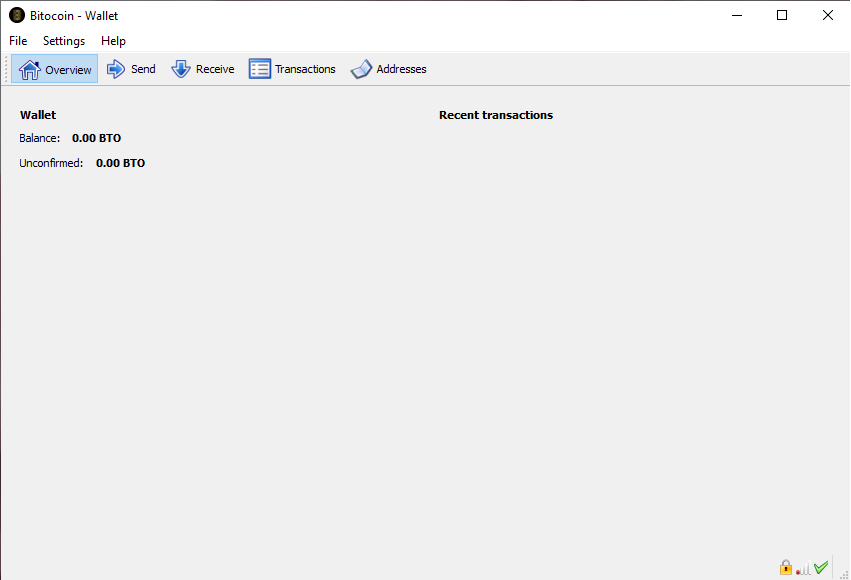 Bitocoin - Wallet
File Settings Help
Overview Send Receive Transactions Addresses
Wallet Recent transactions
Balance: 0.00 BTO
Unconfirmed: 0.00 BTO